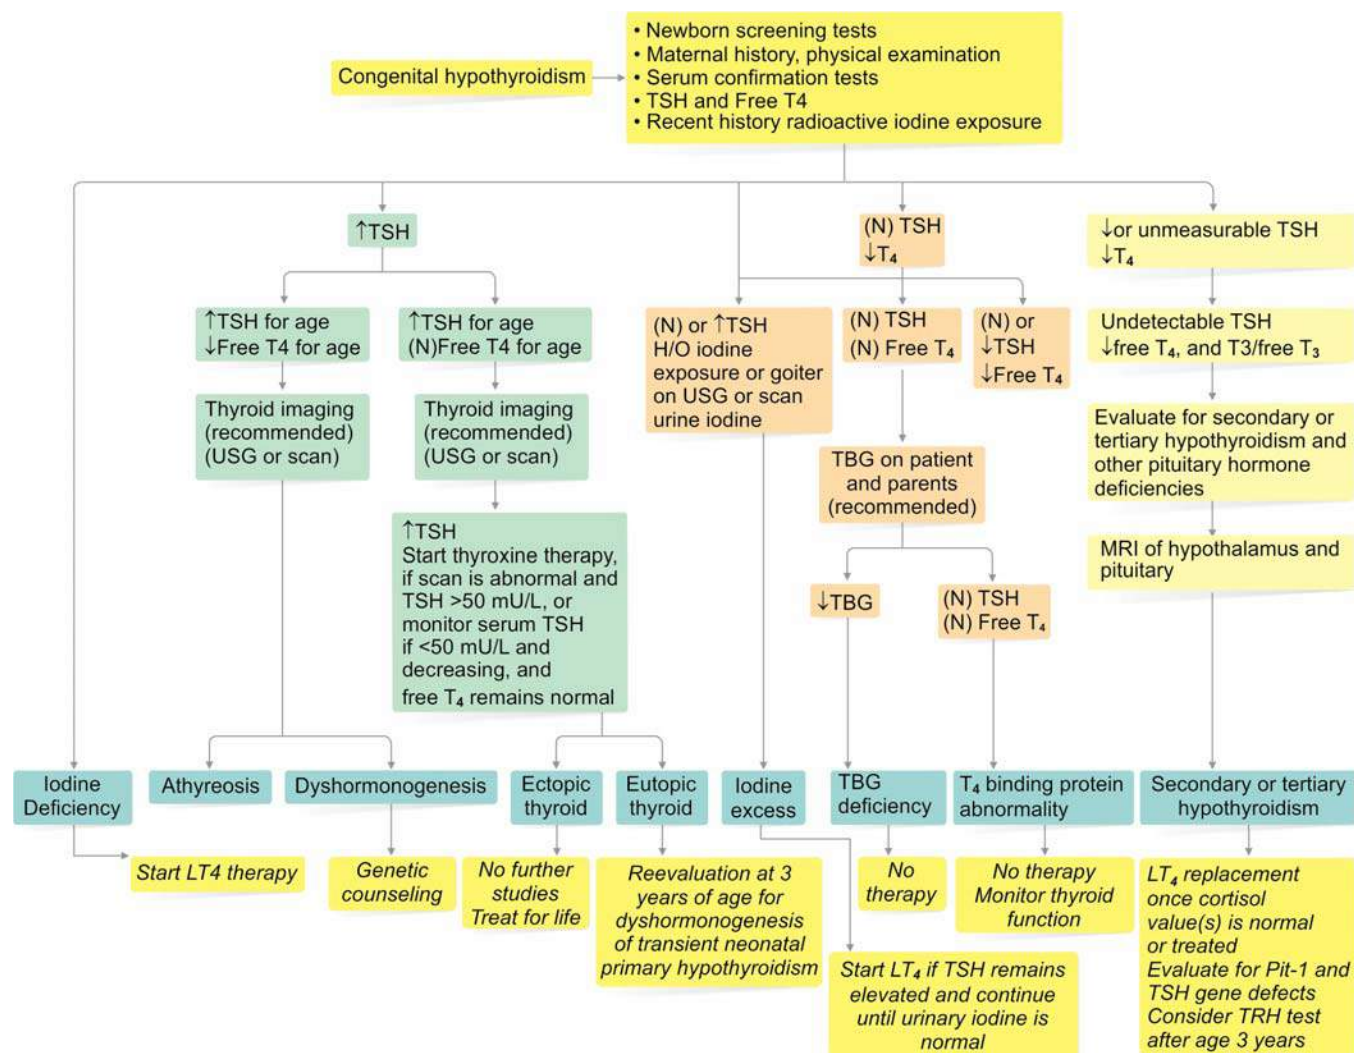 Congenital hypothyroidism
• Newborn screening tests
• Maternal history, physical examination
• Serum confirmation tests
• TSH and Free T4
• Recent history radioactive iodine exposure
↑TSH
(N) TSH
↓T₄
↓or unmeasurable TSH
↓T₄
↑TSH for age
↓Free T4 for age
↑TSH for age
(N)Free T4 for age
(N) or ↑TSH
H/O iodine
exposure or goiter
on USG or scan
urine iodine
(N) TSH
(N) Free T₄
(N) or
↓TSH
↓Free T₄
Undetectable TSH
↓free T₄, and T3/free T₃
Thyroid imaging
(recommended)
(USG or scan)
Thyroid imaging
(recommended)
(USG or scan)
TBG on patient
and parents
(recommended)
Evaluate for secondary or
tertiary hypothyroidism and
other pituitary hormone
deficiencies
↑TSH
Start thyroxine therapy,
if scan is abnormal and
TSH >50 mU/L, or
monitor serum TSH
if <50 mU/L and
decreasing, and
free T₄ remains normal
↓TBG
(N) TSH
(N) Free T₄
MRI of hypothalamus and
pituitary
Iodine
Deficiency
Athyreosis
Dyshormonogenesis
Ectopic
thyroid
Eutopic
thyroid
Iodine
excess
TBG
deficiency
T₄ binding protein
abnormality
Secondary or tertiary
hypothyroidism
Start LT4 therapy
Genetic
counseling
No further
studies
Treat for life
Reevaluation at 3
years of age for
dyshormonogenesis
of transient neonatal
primary hypothyroidism
Start LT₄ if TSH remains
elevated and continue
until urinary iodine is
normal
No
therapy
No therapy
Monitor thyroid
function
LT₄ replacement
once cortisol
value(s) is normal
or treated
Evaluate for Pit-1 and
TSH gene defects
Consider TRH test
after age 3 years